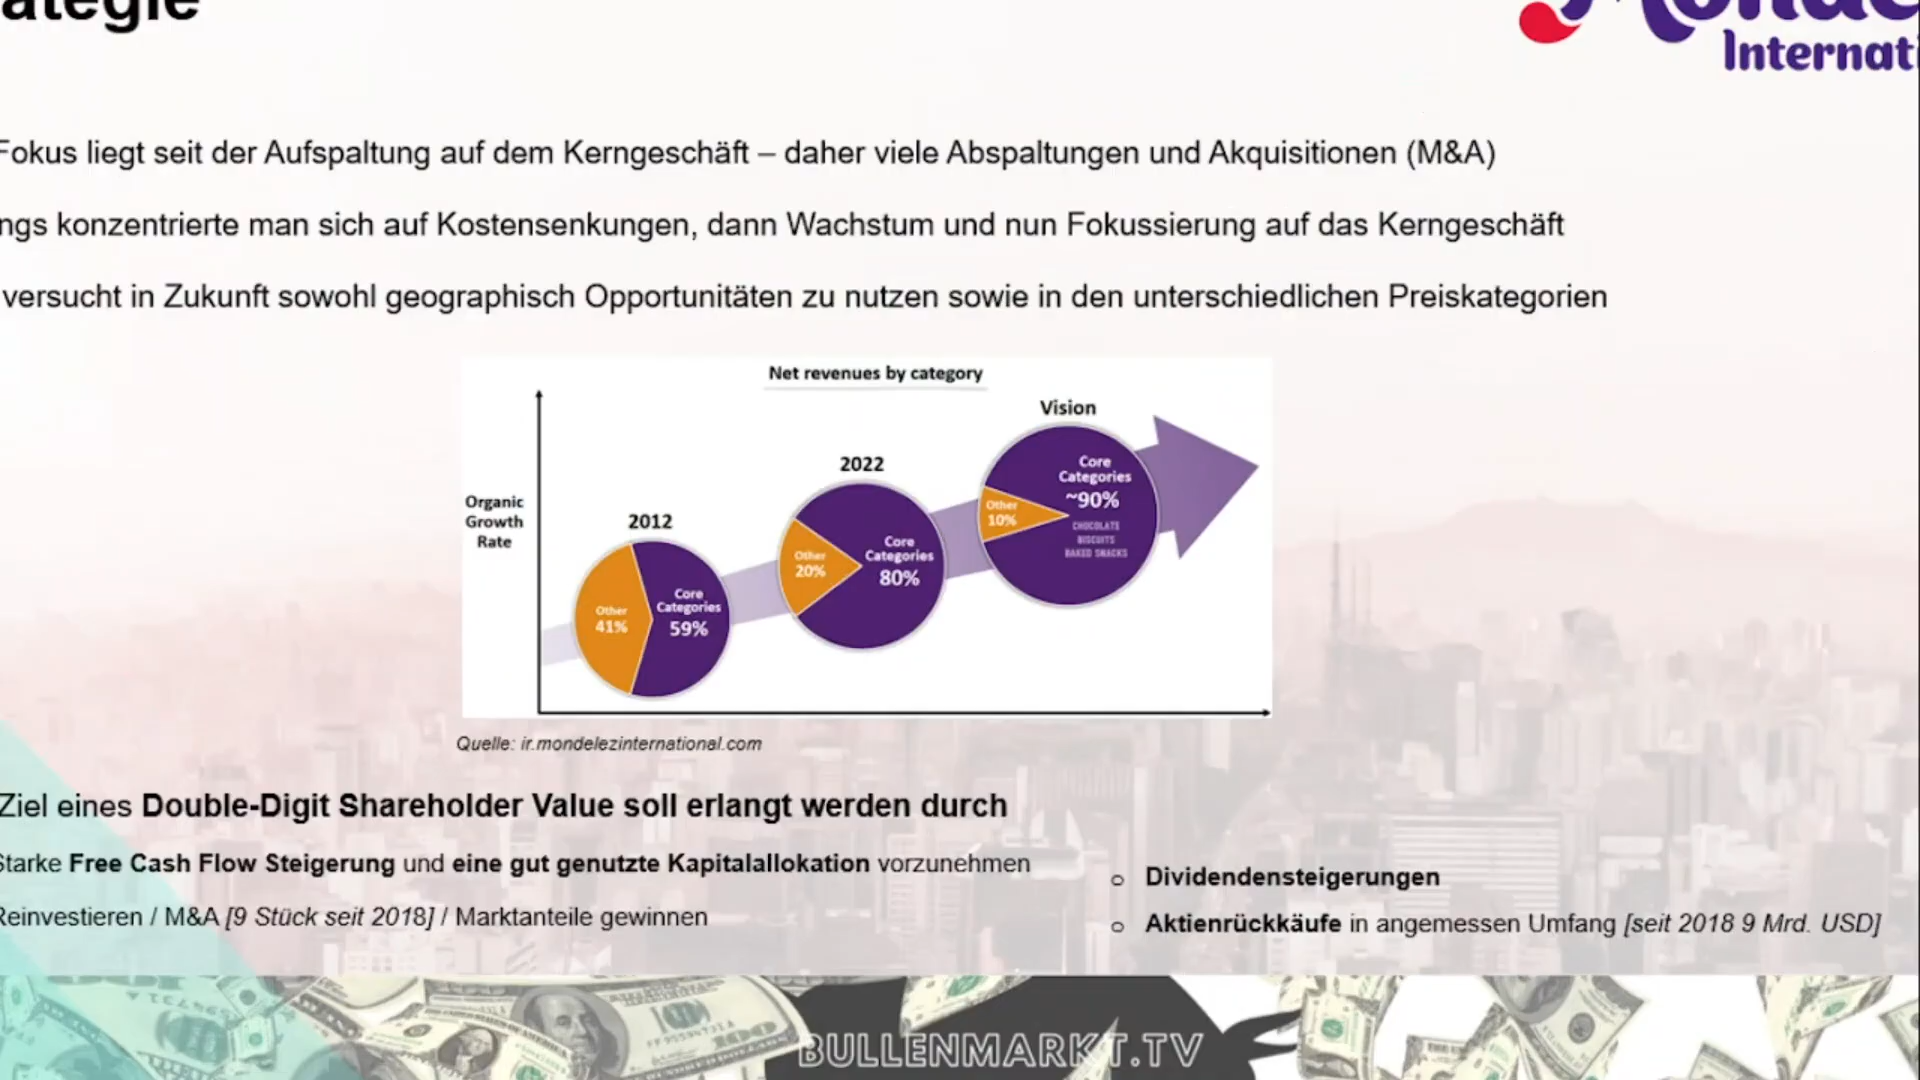 ategie
Monde
Internati
Fokus liegt seit der Aufspaltung auf dem Kerngeschäft – daher viele Abspaltungen und Akquisitionen (M&A)
ngs konzentrierte man sich auf Kostensenkungen, dann Wachstum und nun Fokussierung auf das Kerngeschäft
versucht in Zukunft sowohl geographisch Opportunitäten zu nutzen sowie in den unterschiedlichen Preiskategorien
Net revenues by category
Organic
Growth
Rate
2012
Other
41%
Core
Categories
59%
2022
Other
20%
Core
Categories
80%
Vision
Other
10%
Core
Categories
~90%
CHOCOLATE
BISCUITS
BAKED SNACKS
Quelle: ir.mondelezinternational.com
Ziel eines Double-Digit Shareholder Value soll erlangt werden durch
Starke Free Cash Flow Steigerung und eine gut genutzte Kapitalallokation vorzunehmen
Reinvestieren / M&A [9 Stück seit 2018] / Marktanteile gewinnen
o Dividendensteigerungen
o Aktienrückkäufe in angemessen Umfang [seit 2018 9 Mrd. USD]
BULLENMARKT.TV